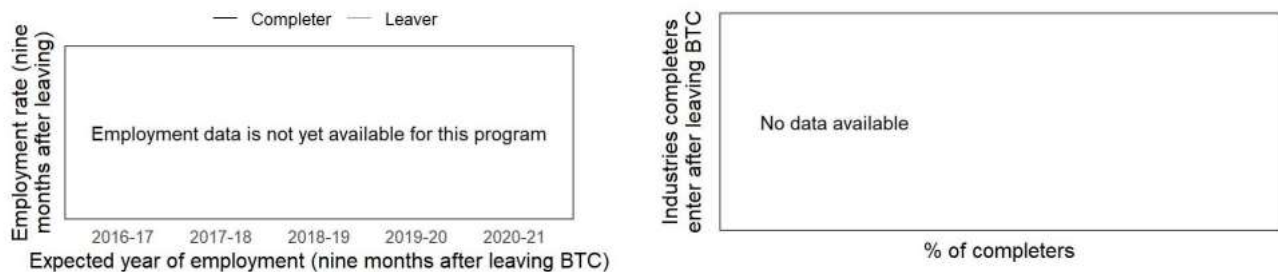 Completer
Leaver
Employment rate (nine
months after leaving)
Employment data is not yet available for this program
2016-17 2017-18 2018-19 2019-20 2020-21
Expected year of employment (nine months after leaving BTC)
Industries completers
enter after leaving BTC
No data available
% of completers